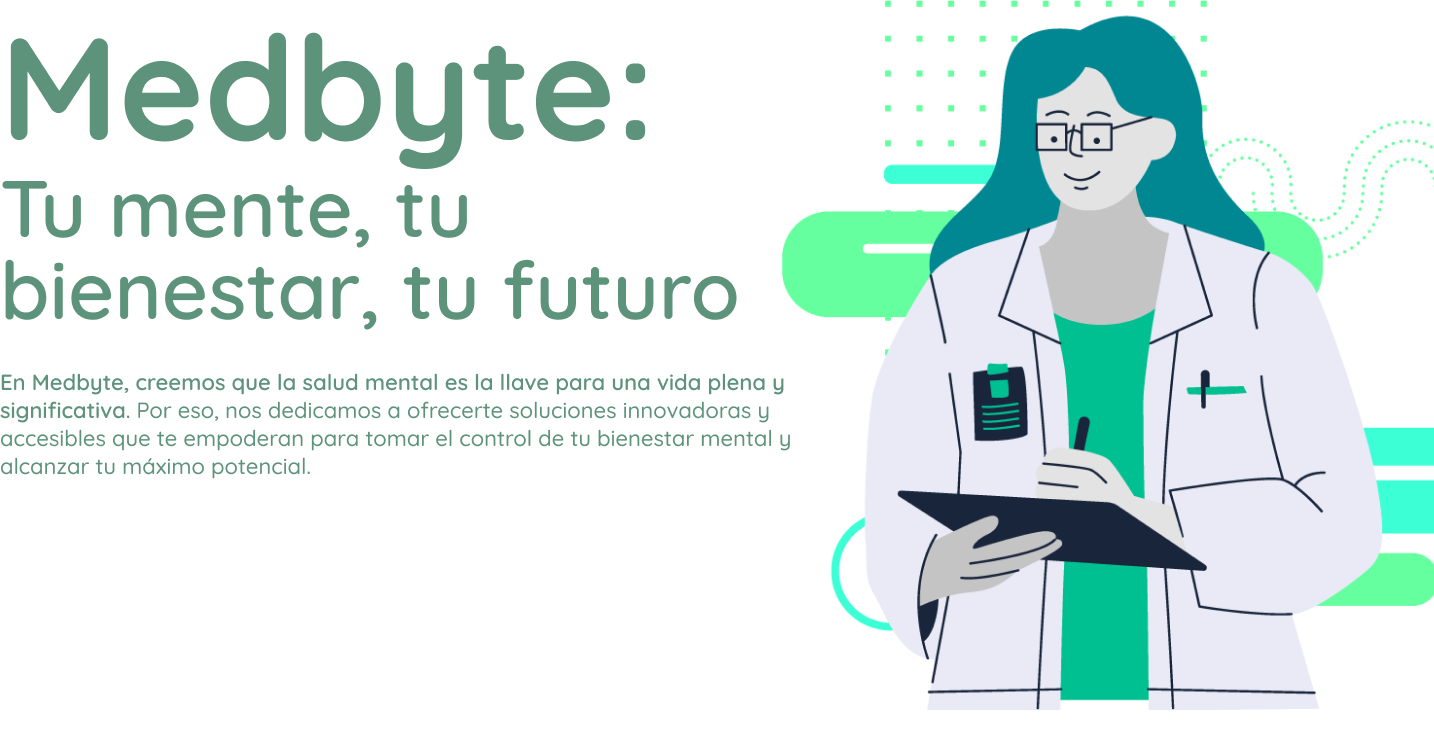 Medbyte:
Tu mente, tu
bienestar, tu futuro
En Medbyte, creemos que la salud mental es la llave para una vida plena y
significativa. Por eso, nos dedicamos a ofrecerte soluciones innovadoras y
accesibles que te empoderan para tomar el control de tu bienestar mental y
alcanzar tu máximo potencial.